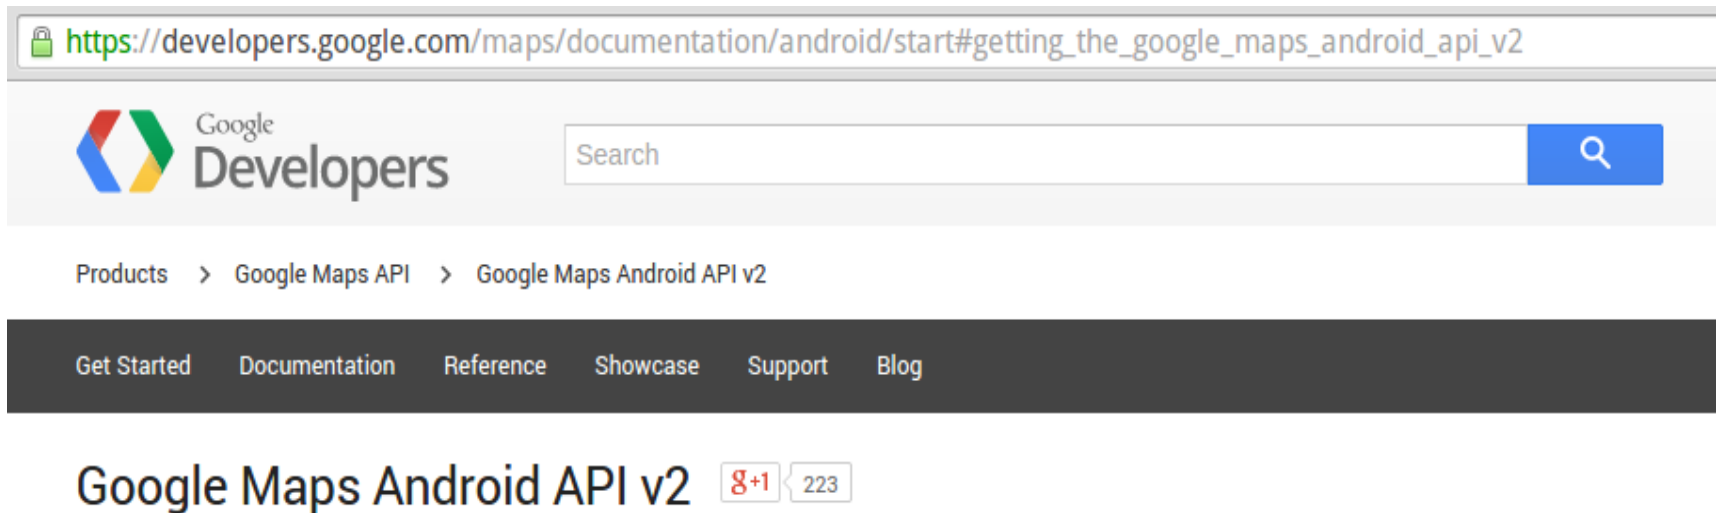 https://developers.google.com/maps/documentation/android/start#getting_the_google_maps_android_api_v2
Google
Developers
Search
Products > Google Maps API > Google Maps Android API v2
Get Started Documentation Reference Showcase Support Blog
Google Maps Android API v2 g+1 223